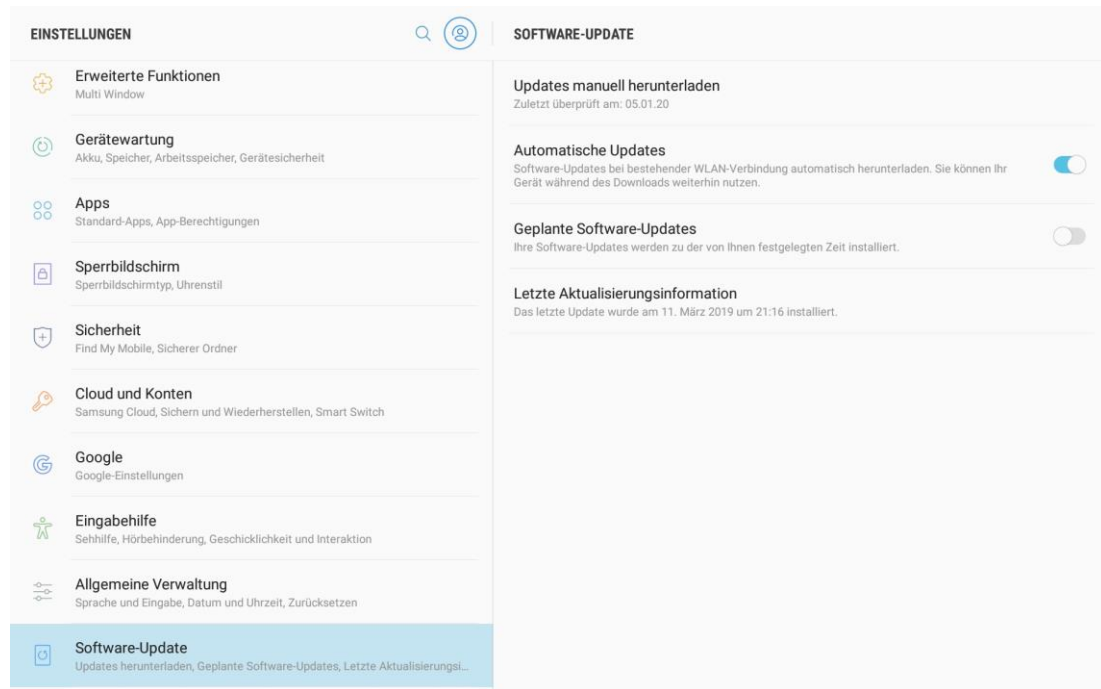 EINSTELLUNGEN
Erweiterte Funktionen
Multi Window
Gerätewartung
Akku, Speicher, Arbeitsspeicher, Gerätesicherheit
Apps
Standard-Apps, App-Berechtigungen
Sperrbildschirm
Sperrbildschirmtyp, Uhrenstil
Sicherheit
Find My Mobile, Sicherer Ordner
Cloud und Konten
Samsung Cloud, Sichern und Wiederherstellen, Smart Switch
Google
Google-Einstellungen
Eingabehilfe
Sehhilfe, Hörbehinderung, Geschicklichkeit und Interaktion
Allgemeine Verwaltung
Sprache und Eingabe, Datum und Uhrzeit, Zurücksetzen
Software-Update
Updates herunterladen, Geplante Software-Updates, Letzte Aktualisierungsi...
SOFTWARE-UPDATE
Updates manuell herunterladen
Zuletzt überprüft am: 05.01.20
Automatische Updates
Software-Updates bei bestehender WLAN-Verbindung automatisch herunterladen. Sie können Ihr
Gerät während des Downloads weiterhin nutzen.
Geplante Software-Updates
Ihre Software-Updates werden zu der von Ihnen festgelegten Zeit installiert.
Letzte Aktualisierungsinformation
Das letzte Update wurde am 11. März 2019 um 21:16 installiert.